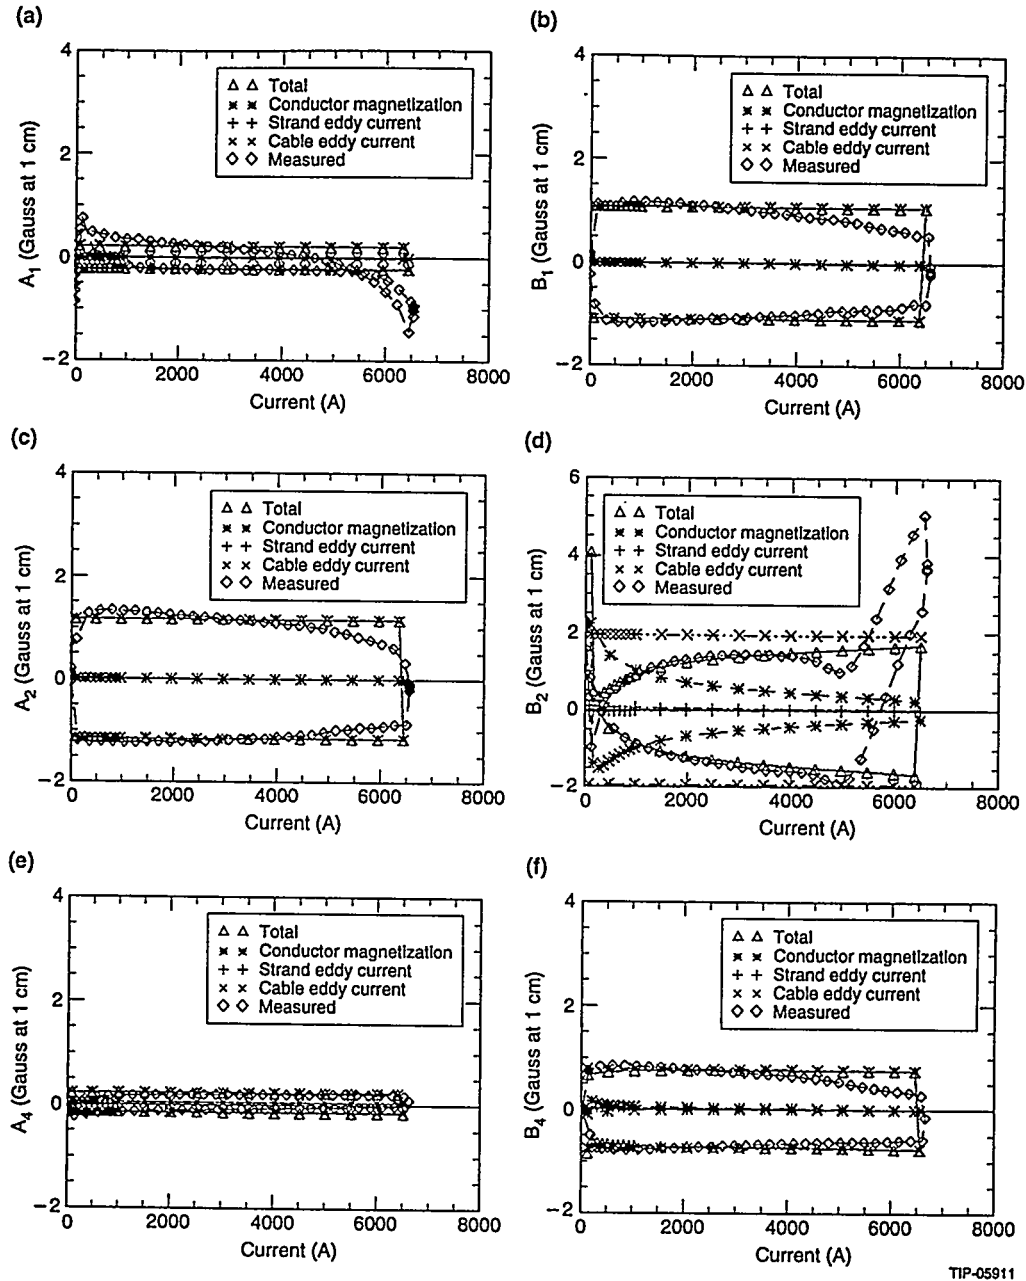 (a)
A1 (Gauss at 1 cm)
4
2
0
−2
0 2000 4000 6000 8000
Current (A)
Total
Conductor magnetization
Strand eddy current
Cable eddy current
Measured
(b)
B1 (Gauss at 1 cm)
4
2
0
−2
0 2000 4000 6000 8000
Current (A)
Total
Conductor magnetization
Strand eddy current
Cable eddy current
Measured
(c)
A2 (Gauss at 1 cm)
4
2
0
−2
0 2000 4000 6000 8000
Current (A)
Total
Conductor magnetization
Strand eddy current
Cable eddy current
Measured
(d)
B2 (Gauss at 1 cm)
6
4
2
0
−2
0 2000 4000 6000 8000
Current (A)
Total
Conductor magnetization
Strand eddy current
Cable eddy current
Measured
(e)
A4 (Gauss at 1 cm)
4
2
0
−2
0 2000 4000 6000 8000
Current (A)
Total
Conductor magnetization
Strand eddy current
Cable eddy current
Measured
(f)
B4 (Gauss at 1 cm)
4
2
0
−2
0 2000 4000 6000 8000
Current (A)
Total
Conductor magnetization
Strand eddy current
Cable eddy current
Measured
TIP-05911